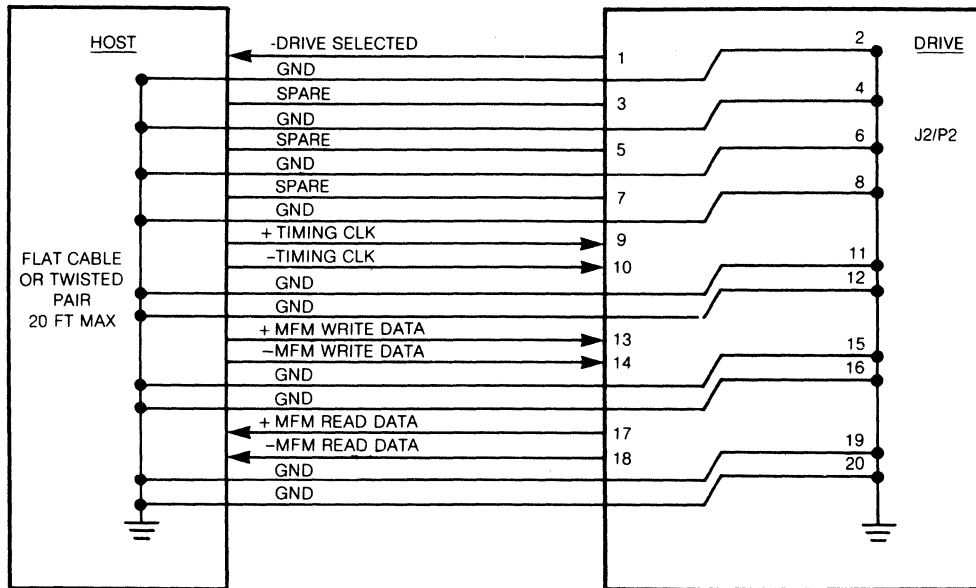 HOST
-DRIVE SELECTED
1
2
DRIVE
GND
SPARE
3
4
GND
J2/P2
SPARE
5
6
GND
SPARE
7
8
GND
+ TIMING CLK
9
-TIMING CLK
10
11
FLAT CABLE
OR TWISTED
PAIR
20 FT MAX
GND
12
GND
+ MFM WRITE DATA
13
-MFM WRITE DATA
14
15
GND
16
GND
+ MFM READ DATA
17
-MFM READ DATA
18
19
GND
20
GND